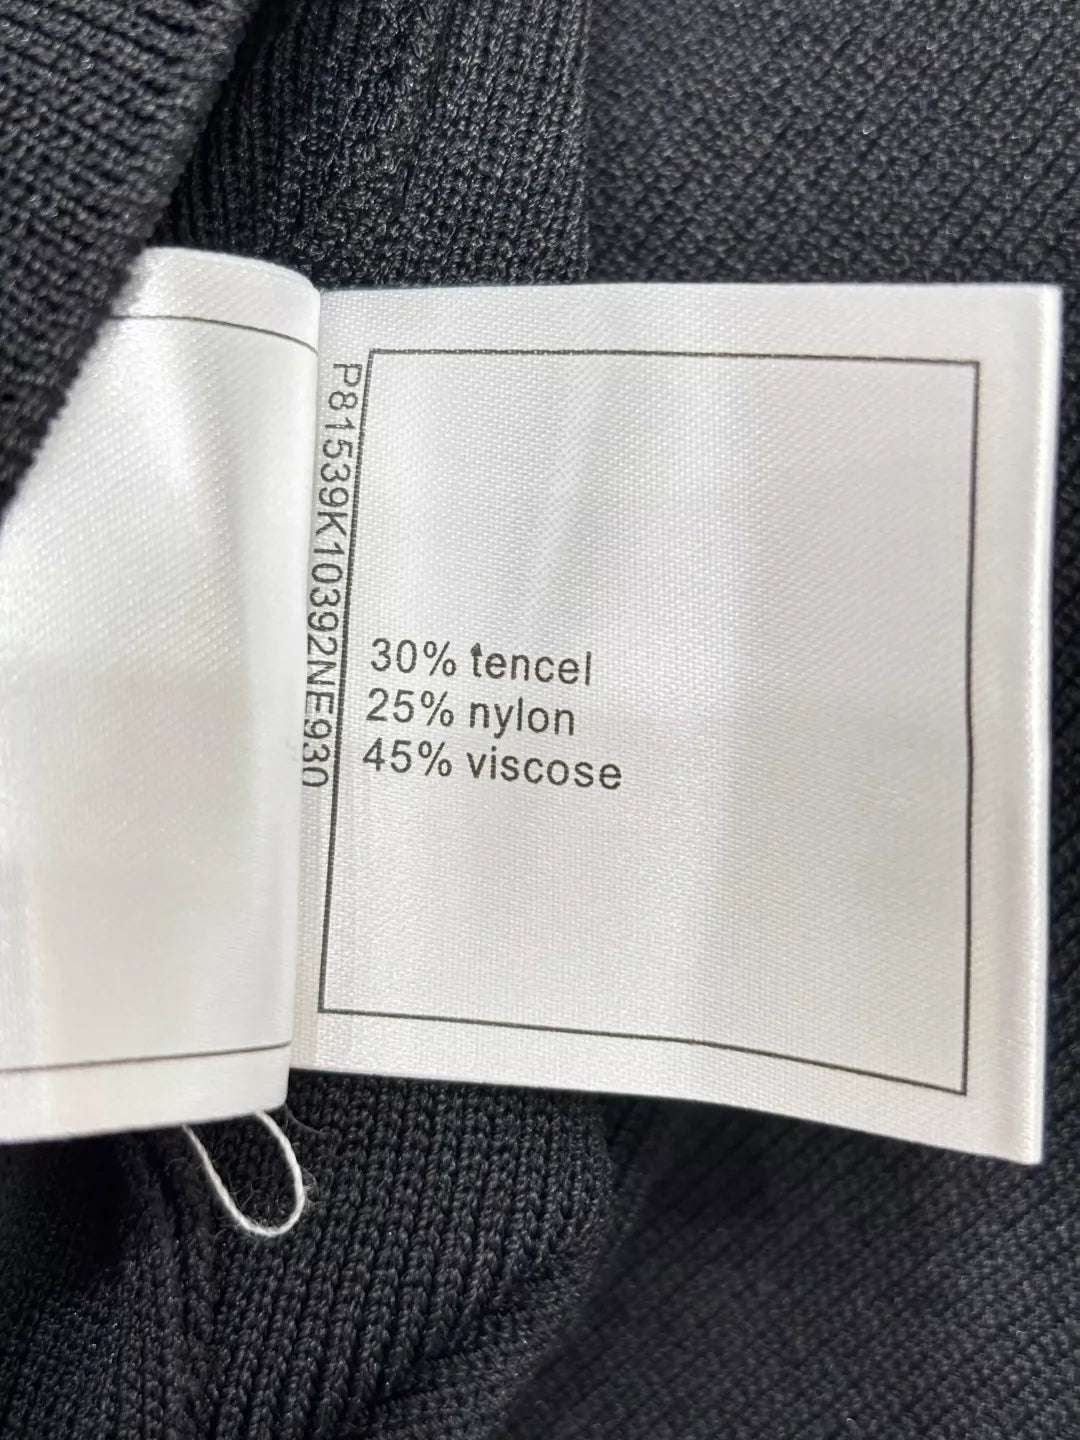 P81539K10392NE930
30% tencel
25% nylon
45% viscose